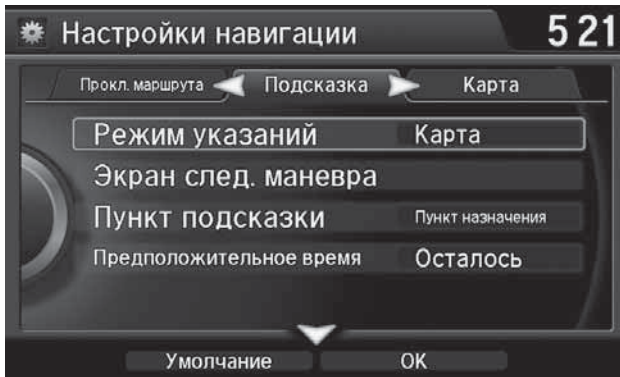 Настройки навигации 5 21
Прокл. маршрута Подсказка Карта
Режим указаний Карта
Экран след. маневра
Пункт подсказки Пункт назначения
Предположительное время Осталось
Умолчание OK